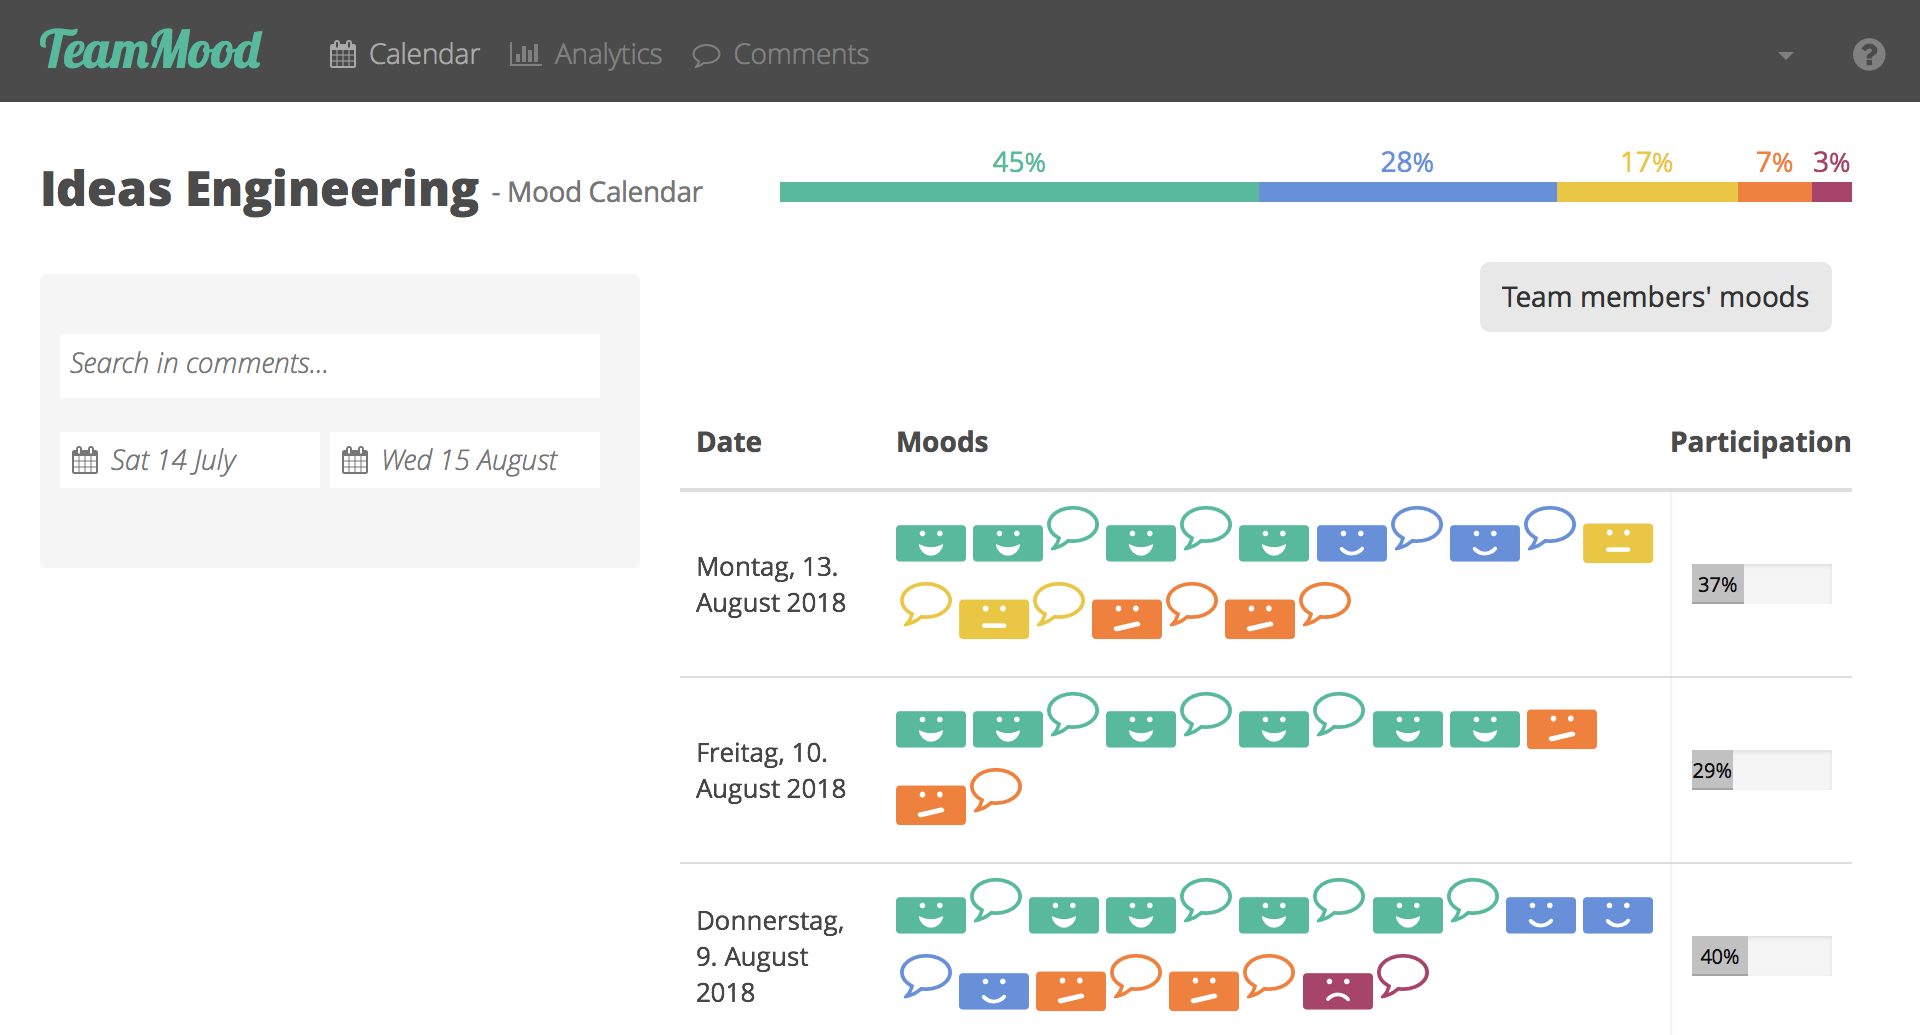 TeamMood
Calendar
Analytics
Comments
?
Ideas Engineering - Mood Calendar
45%
28%
17%
7%
3%
Team members' moods
Search in comments...
Sat 14 July
Wed 15 August
Date
Moods
Participation
Montag, 13.
August 2018
37%
Freitag, 10.
August 2018
29%
Donnerstag,
9. August
2018
40%